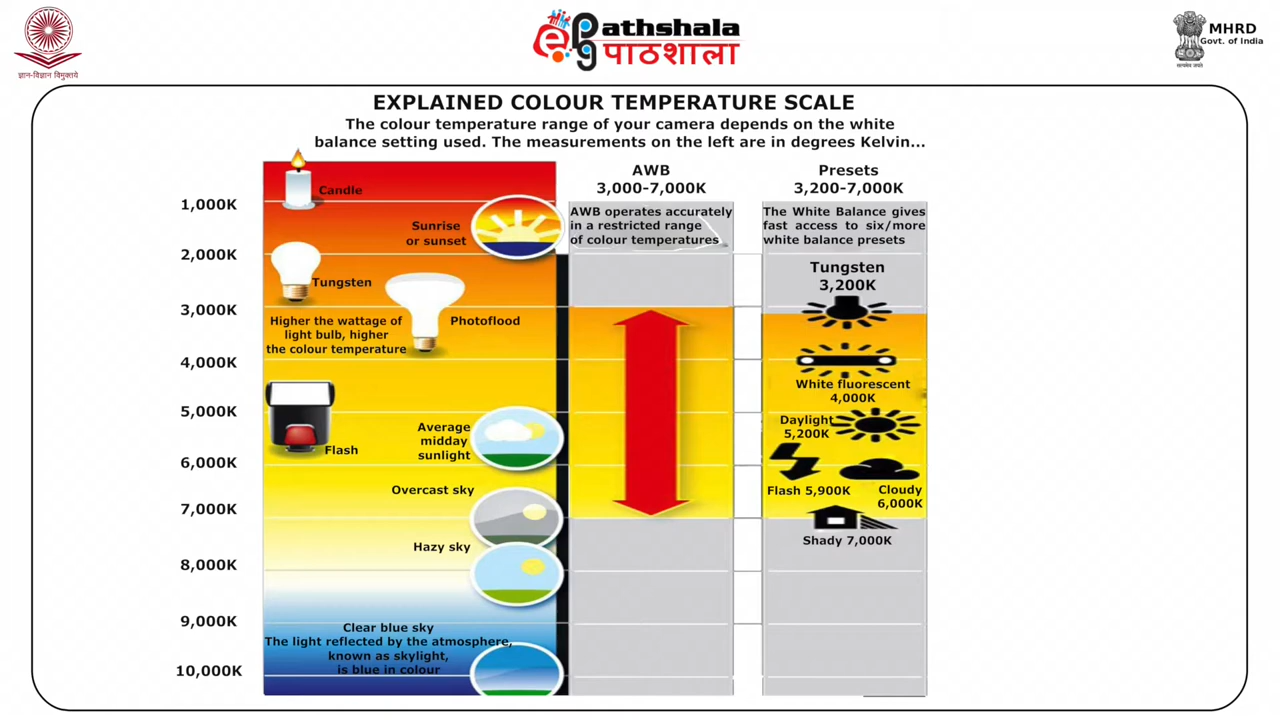 ज्ञान-विज्ञान विमुक्तये
ePathshala
पाठशाला
MHRD
Govt. of India
सत्यमेव जयते
EXPLAINED COLOUR TEMPERATURE SCALE
The colour temperature range of your camera depends on the white
balance setting used. The measurements on the left are in degrees Kelvin...
1,000K
2,000K
3,000K
4,000K
5,000K
6,000K
7,000K
8,000K
9,000K
10,000K
Candle
Sunrise
or sunset
Tungsten
Photoflood
Higher the wattage of
light bulb, higher
the colour temperature
Flash
Average
midday
sunlight
Overcast sky
Hazy sky
Clear blue sky
The light reflected by the atmosphere,
known as skylight,
is blue in colour
AWB
3,000-7,000K
AWB operates accurately
in a restricted range
of colour temperatures
Presets
3,200-7,000K
The White Balance gives
fast access to six/more
white balance presets
Tungsten
3,200K
White fluorescent
4,000K
Daylight
5,200K
Flash 5,900K
Cloudy
6,000K
Shady 7,000K